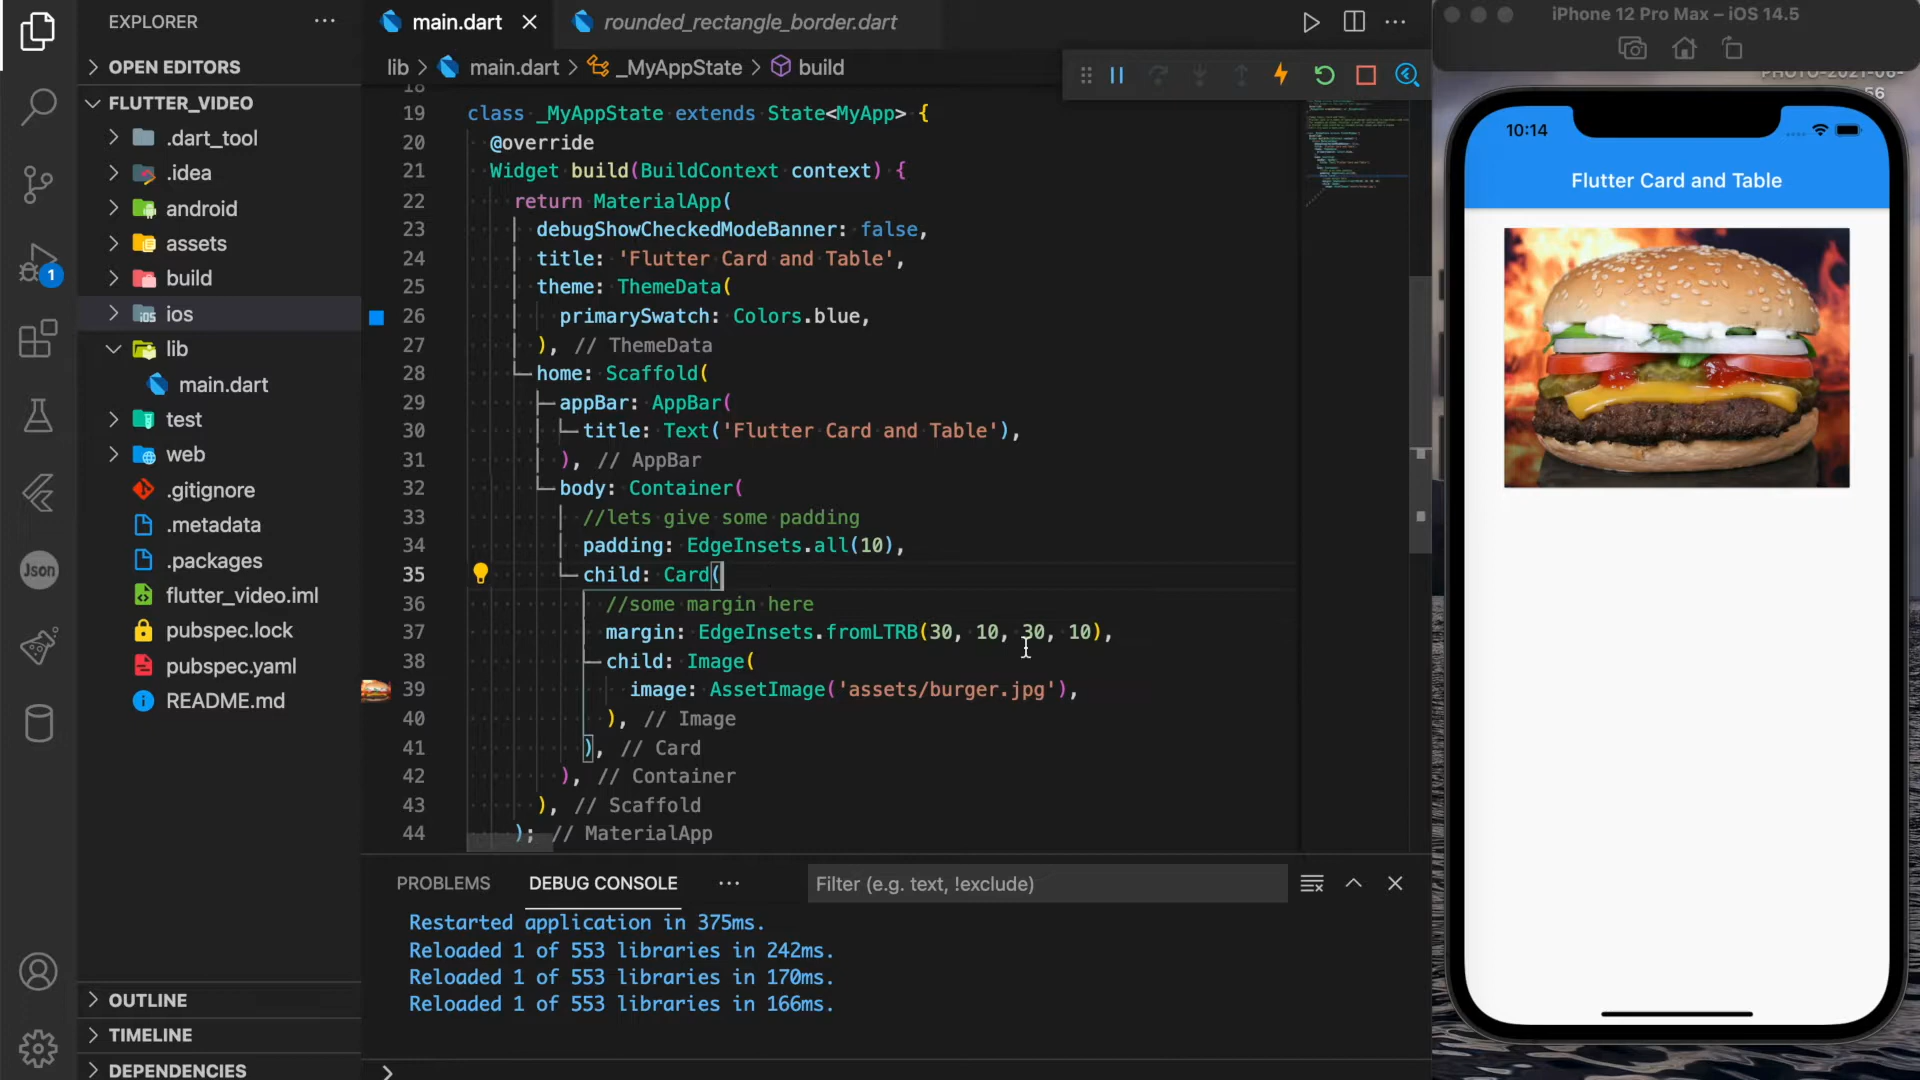 EXPLORER
OPEN EDITORS
FLUTTER_VIDEO
.dart_tool
.idea
android
assets
build
ios
lib
main.dart
test
web
.gitignore
.metadata
.packages
flutter_video.iml
pubspec.lock
pubspec.yaml
README.md
OUTLINE
TIMELINE
DEPENDENCIES
1
Json
main.dart
rounded_rectangle_border.dart
lib > main.dart > _MyAppState > build
18
19 class _MyAppState extends State<MyApp> {
20 @override
21 Widget build(BuildContext context) {
22 return MaterialApp(
23 debugShowCheckedModeBanner: false,
24 title: 'Flutter Card and Table',
25 theme: ThemeData(
26 primarySwatch: Colors.blue,
27 ), // ThemeData
28 home: Scaffold(
29 appBar: AppBar(
30 title: Text('Flutter Card and Table'),
31 ), // AppBar
32 body: Container(
33 //lets give some padding
34 padding: EdgeInsets.all(10),
35 child: Card(
36 //some margin here
37 margin: EdgeInsets.fromLTRB(30, 10, 30, 10),
38 child: Image(
39 image: AssetImage('assets/burger.jpg'),
40 ), // Image
41 ), // Card
42 ), // Container
43 ), // Scaffold
44 ); // MaterialApp
PROBLEMS
DEBUG CONSOLE
Filter (e.g. text, !exclude)
Restarted application in 375ms.
Reloaded 1 of 553 libraries in 242ms.
Reloaded 1 of 553 libraries in 170ms.
Reloaded 1 of 553 libraries in 166ms.
iPhone 12 Pro Max – iOS 14.5
PHOTO-2021-06-
56
10:14
Flutter Card and Table